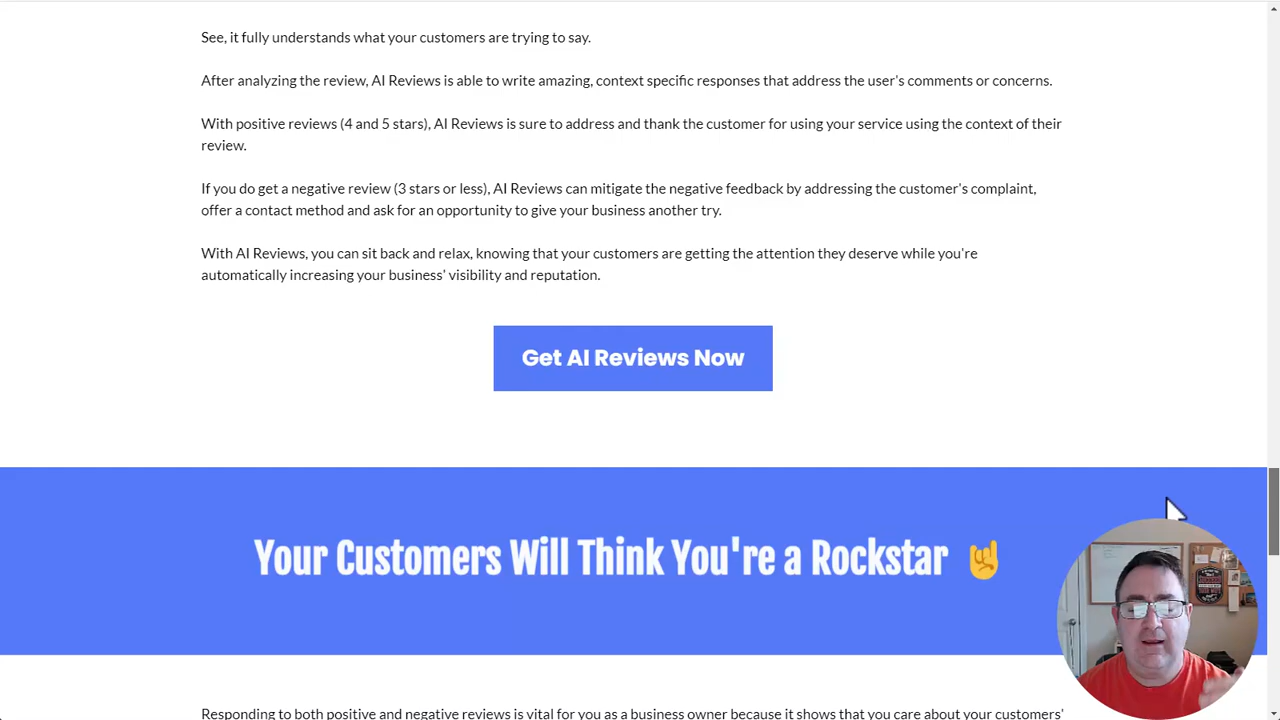 See, it fully understands what your customers are trying to say.
After analyzing the review, AI Reviews is able to write amazing, context specific responses that address the user's comments or concerns.
With positive reviews (4 and 5 stars), AI Reviews is sure to address and thank the customer for using your service using the context of their
review.
If you do get a negative review (3 stars or less), AI Reviews can mitigate the negative feedback by addressing the customer's complaint,
offer a contact method and ask for an opportunity to give your business another try.
With AI Reviews, you can sit back and relax, knowing that your customers are getting the attention they deserve while you're
automatically increasing your business' visibility and reputation.
Get AI Reviews Now
Your Customers Will Think You're a Rockstar 🤘
Responding to both positive and negative reviews is vital for you as a business owner because it shows that you care about your customers'